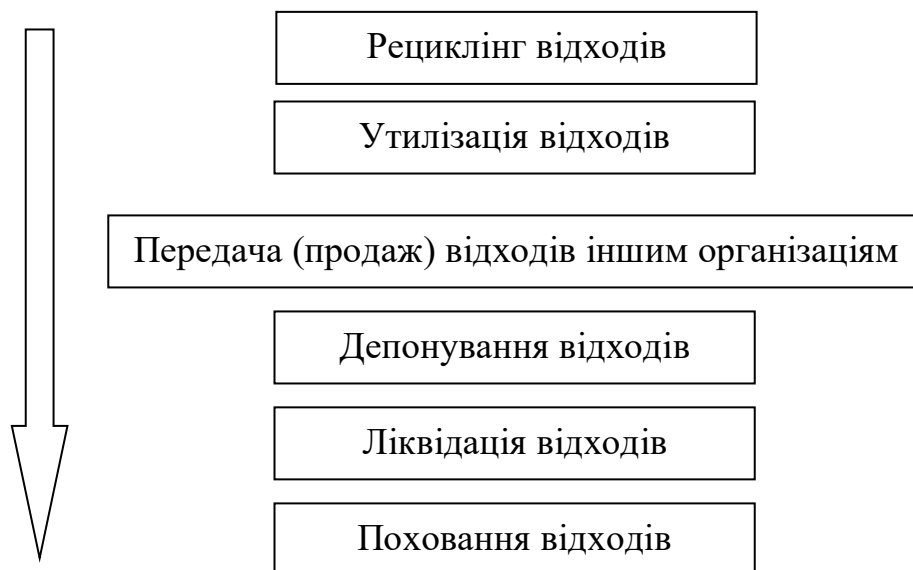 Рециклінг відходів
Утилізація відходів
Передача (продаж) відходів іншим організаціям
Депонування відходів
Ліквідація відходів
Поховання відходів